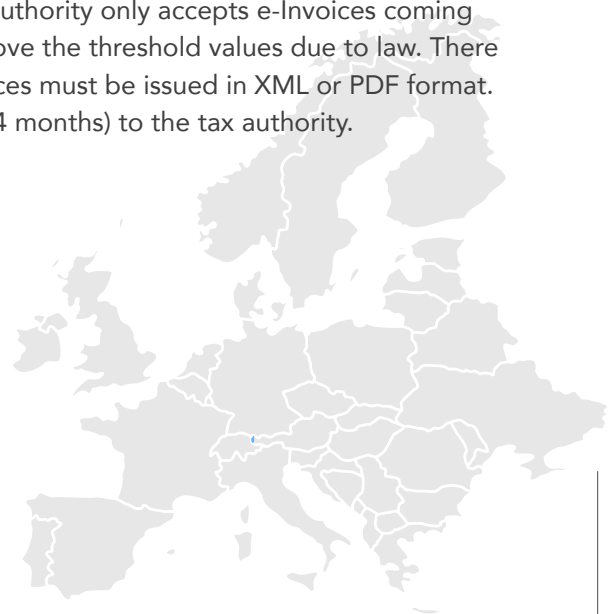 uthority only accepts e-Invoices coming
ove the threshold values due to law. There
ces must be issued in XML or PDF format.
4 months) to the tax authority.